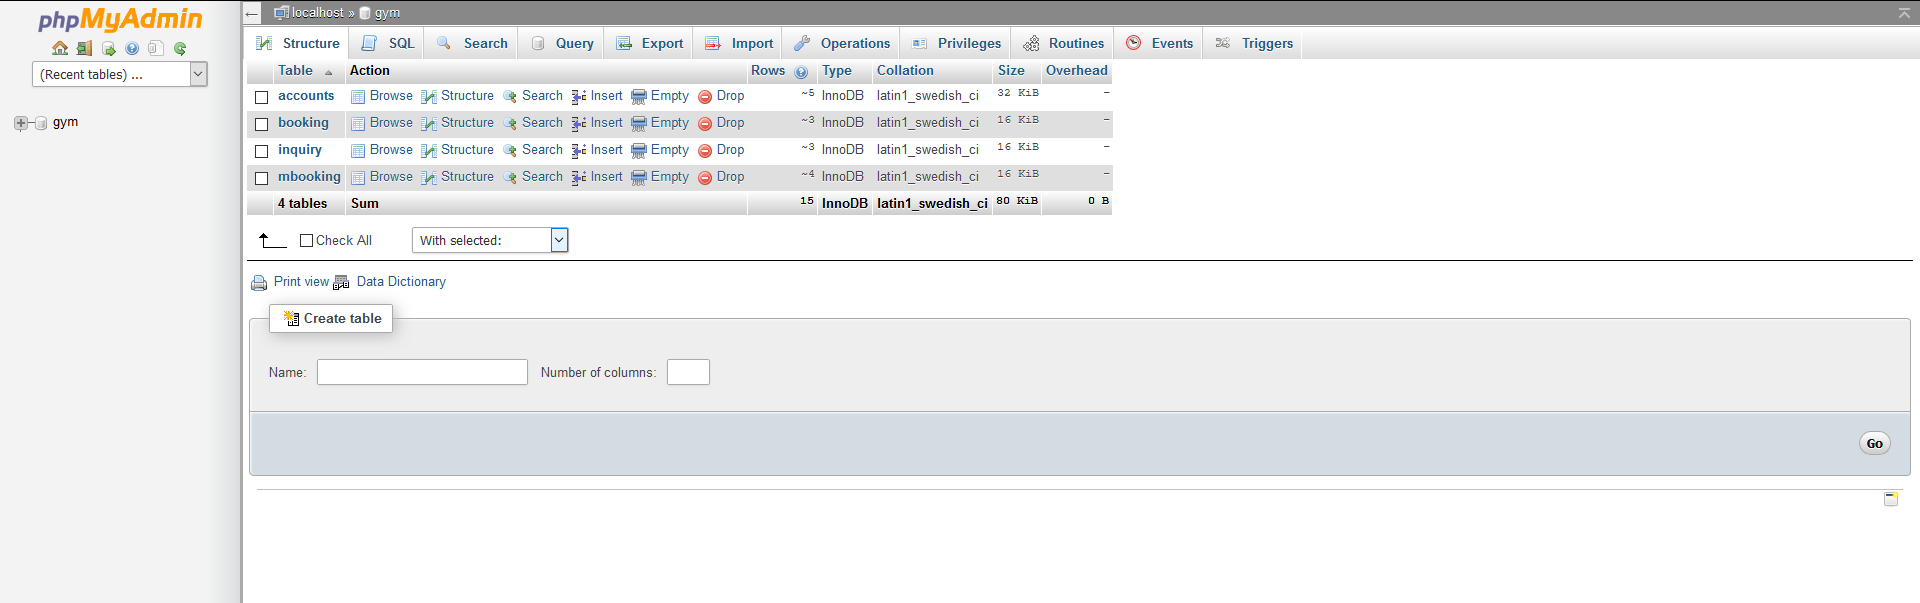 phpMyAdmin
localhost » gym
(Recent tables) ...
gym
Structure SQL Search Query Export Import Operations Privileges Routines Events Triggers
Table Action Rows Type Collation Size Overhead
accounts Browse Structure Search Insert Empty Drop ~5 InnoDB latin1_swedish_ci 32 KiB -
booking Browse Structure Search Insert Empty Drop ~3 InnoDB latin1_swedish_ci 16 KiB -
inquiry Browse Structure Search Insert Empty Drop ~3 InnoDB latin1_swedish_ci 16 KiB -
mbooking Browse Structure Search Insert Empty Drop ~4 InnoDB latin1_swedish_ci 16 KiB -
4 tables Sum 15 InnoDB latin1_swedish_ci 80 KiB 0 B
Check All With selected:
Print view Data Dictionary
Create table
Name: Number of columns:
Go